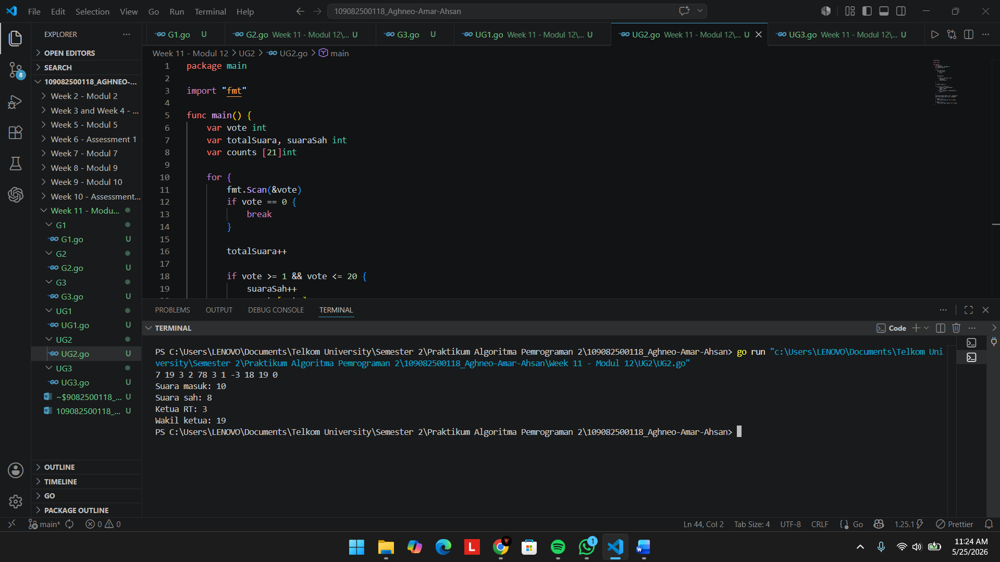 File Edit Selection View Go Run Terminal Help
109082500118_Aghneo-Amar-Ahsan
EXPLORER
G1.go U
G2.go Week 11 - Modul 12\... U
G3.go U
UG1.go Week 11 - Modul 12\... U
UG2.go Week 11 - Modul 12\... U
UG3.go Week 11 - Modul 12\... U
Week 11 - Modul 12 > UG2 > UG2.go > main
8
OPEN EDITORS
SEARCH
109082500118_AGHNEO-...
Week 2 - Modul 2
Week 3 and Week 4 - ...
Week 5 - Modul 5
Week 6 - Assessment 1
Week 7 - Modul 7
Week 8 - Modul 9
Week 9 - Modul 10
Week 10 - Assessment...
Week 11 - Modu...
G1
G1.go U
G2
G2.go U
G3
G3.go U
UG1
UG1.go U
UG2
UG2.go U
UG3
UG3.go U
~$9082500118_... U
109082500118_... U
OUTLINE
TIMELINE
GO
PACKAGE OUTLINE
1 package main
2
3 import "fmt"
4
5 func main() {
6 var vote int
7 var totalSuara, suaraSah int
8 var counts [21]int
9
10 for {
11 fmt.Scan(&vote)
12 if vote == 0 {
13 break
14 }
15
16 totalSuara++
17
18 if vote >= 1 && vote <= 20 {
19 suaraSah++
PROBLEMS OUTPUT DEBUG CONSOLE TERMINAL
TERMINAL
Code
PS C:\Users\LENOVO\Documents\Telkom University\Semester 2\Praktikum Algoritma Pemrograman 2\109082500118_Aghneo-Amar-Ahsan> go run "c:\Users\LENOVO\Documents\Telkom Uni
versity\Semester 2\Praktikum Algoritma Pemrograman 2\109082500118_Aghneo-Amar-Ahsan\Week 11 - Modul 12\UG2\UG2.go"
7 19 3 2 78 3 1 -3 18 19 0
Suara masuk: 10
Suara sah: 8
Ketua RT: 3
Wakil ketua: 19
PS C:\Users\LENOVO\Documents\Telkom University\Semester 2\Praktikum Algoritma Pemrograman 2\109082500118_Aghneo-Amar-Ahsan>
main* 0 0
Ln 44, Col 2 Tab Size: 4 UTF-8 CRLF Go 1.25.1 Prettier
L
1
W
11:24 AM
5/25/2026